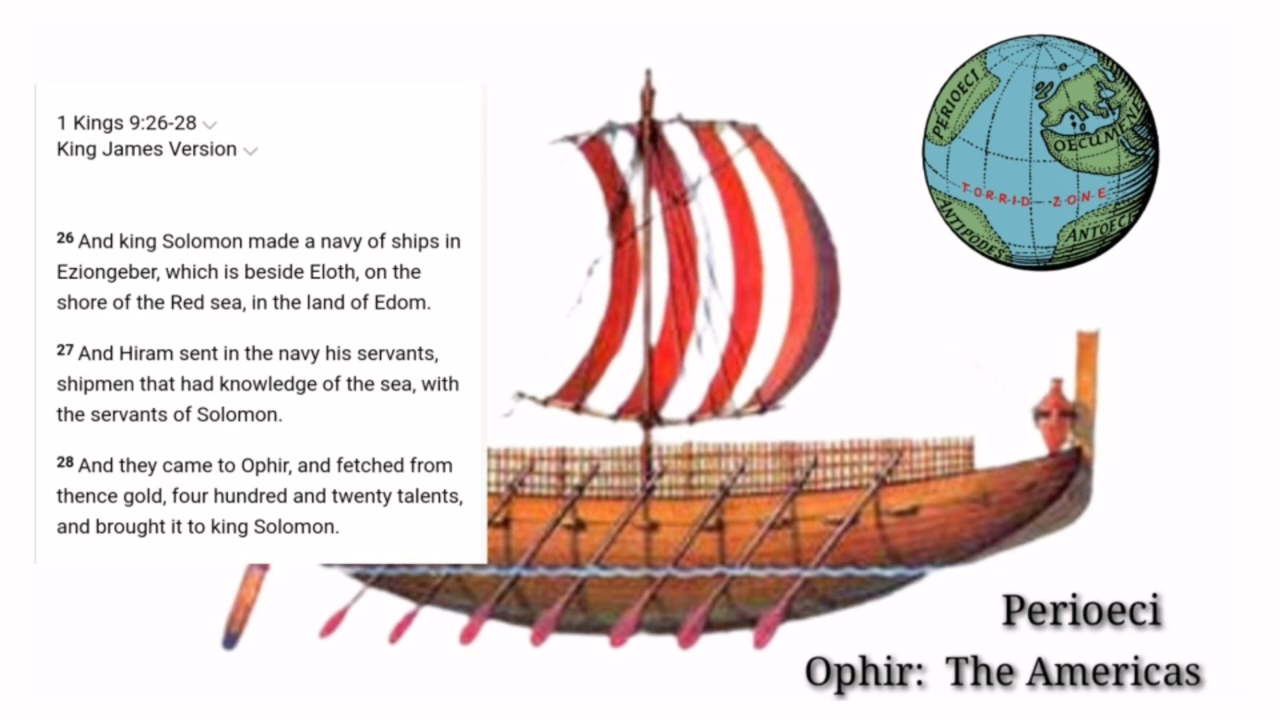 1 Kings 9:26-28
King James Version
26 And king Solomon made a navy of ships in
Eziongeber, which is beside Eloth, on the
shore of the Red sea, in the land of Edom.
27 And Hiram sent in the navy his servants,
shipmen that had knowledge of the sea, with
the servants of Solomon.
28 And they came to Ophir, and fetched from
thence gold, four hundred and twenty talents,
and brought it to king Solomon.
PERIOECI
OECUMENE
TORRID ZONE
ANTIPODES
ANTOECI
Perioeci
Ophir: The Americas